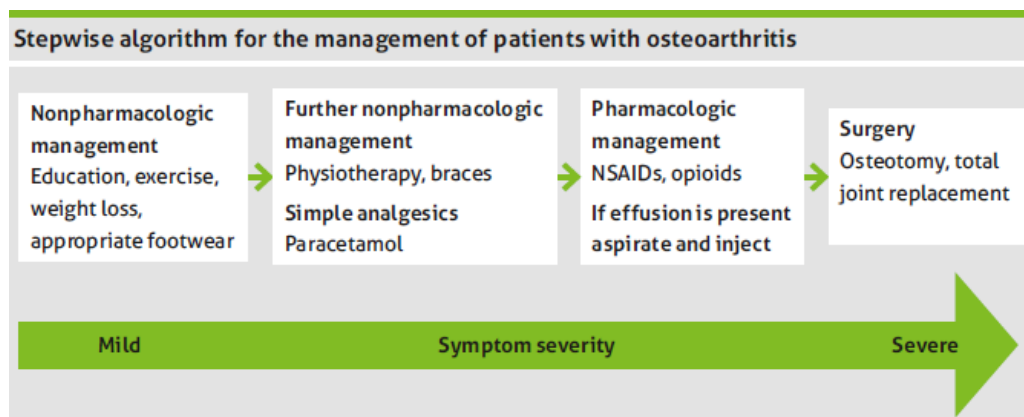 Stepwise algorithm for the management of patients with osteoarthritis
Nonpharmacologic
management
Education, exercise,
weight loss,
appropriate footwear
Further nonpharmacologic
management
Physiotherapy, braces
Simple analgesics
Paracetamol
Pharmacologic
management
NSAIDs, opioids
If effusion is present
aspirate and inject
Surgery
Osteotomy, total
joint replacement
Mild
Symptom severity
Severe